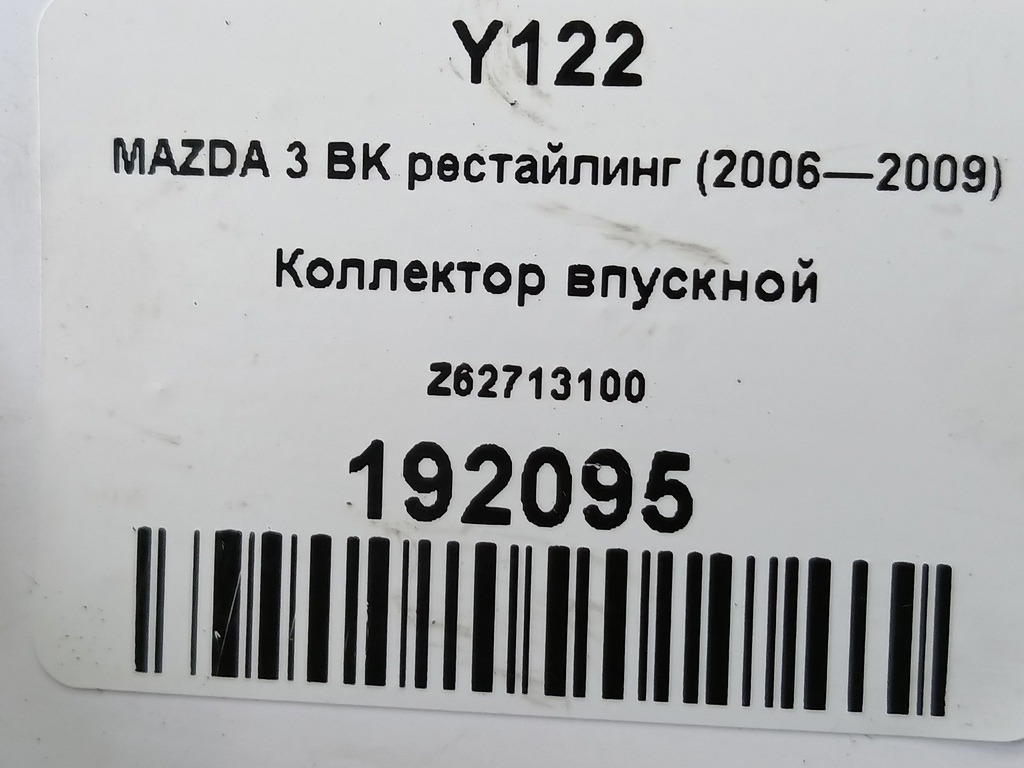 Y122
MAZDA 3 BK рестайлинг (2006—2009)
Коллектор впускной
Z62713100
192095